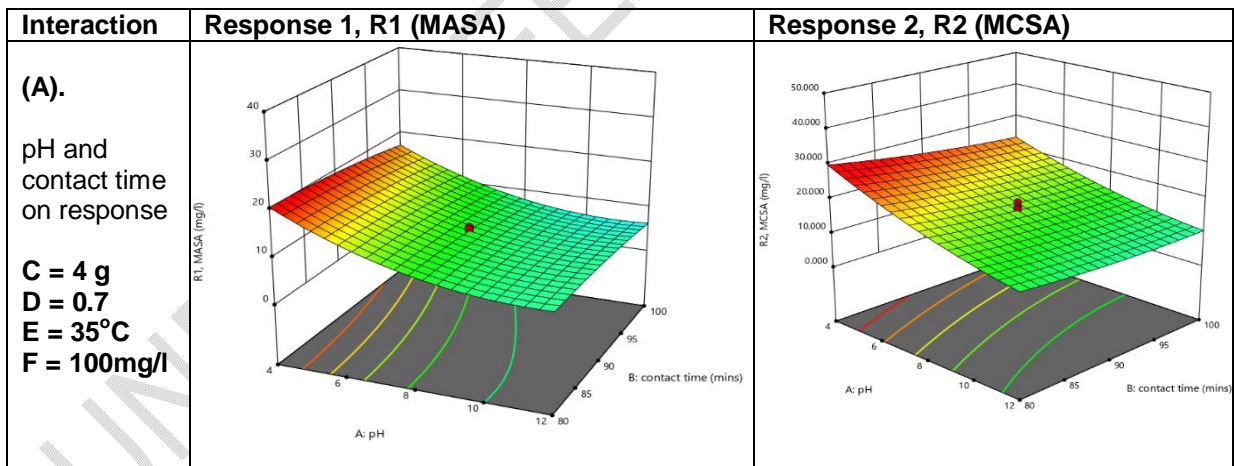 Interaction
Response 1, R1 (MASA)
Response 2, R2 (MCSA)
(A).
pH and
contact time
on response
C = 4 g
D = 0.7
E = 35°C
F = 100mg/l
40
30
20
10
0
R1, MASA (mg/l)
4
6
8
10
12
A: pH
80
85
90
95
100
B: contact time (mins)
50.000
40.000
30.000
20.000
10.000
0.000
R2, MCSA (mg/l)
4
6
8
10
12
A: pH
80
85
90
95
100
B: contact time (mins)